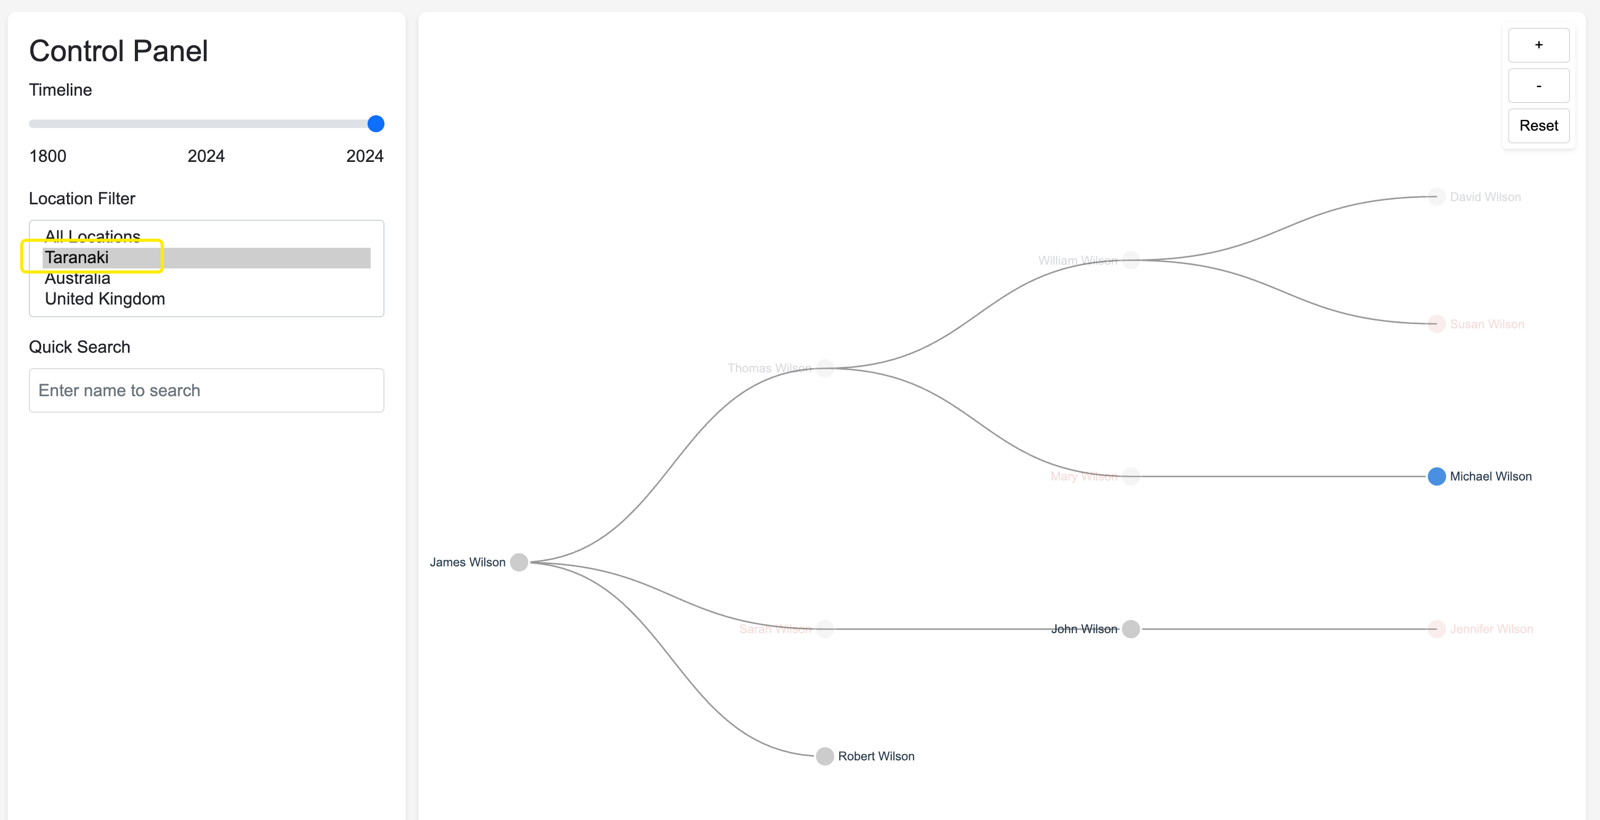 Control Panel
Timeline
1800 2024 2024
Location Filter
All Locations
Taranaki
Australia
United Kingdom
Quick Search
Enter name to search
+
-
Reset
David Wilson
William Wilson
Susan Wilson
Thomas Wilson
Mary Wilson
Michael Wilson
James Wilson
Sarah Wilson
John Wilson
Jennifer Wilson
Robert Wilson